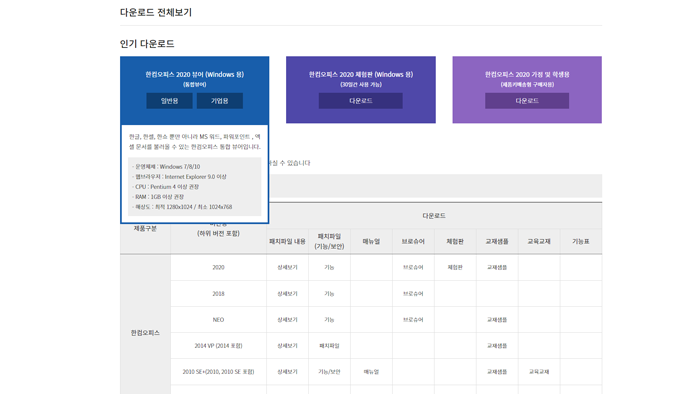 다운로드 전체보기
인기 다운로드
한컴오피스 2020 뷰어 (Windows 용)
(통합뷰어)
일반용
기업용
한컴오피스 2020 체험판 (Windows 용)
(30일간 사용 가능)
다운로드
한컴오피스 2020 가정 및 학생용
(제품키배송형 구매자용)
다운로드
한글, 한셀, 한쇼 뿐만 아니라 MS 워드, 파워포인트 , 엑
셀 문서를 불러올 수 있는 한컴오피스 통합 뷰어입니다.
· 운영체제 : Windows 7/8/10
· 웹브라우저 : Internet Explorer 9.0 이상
· CPU : Pentium 4 이상 권장
· RAM : 1GB 이상 권장
· 해상도 : 최적 1280x1024 / 최소 1024x768
하실 수 있습니다
제품구분
(하위 버전 포함)
다운로드
패치파일 내용
패치파일
(기능/보안)
매뉴얼
브로슈어
체험판
교재샘플
교육교재
기능표
한컴오피스
2020 상세보기 기능 브로슈어 체험판 교재샘플
2018 상세보기 기능 브로슈어
NEO 상세보기 기능 브로슈어 교재샘플
2014 VP (2014 포함) 상세보기 패치파일 교재샘플
2010 SE+(2010, 2010 SE 포함) 상세보기 기능/보안 매뉴얼 교재샘플 교육교재